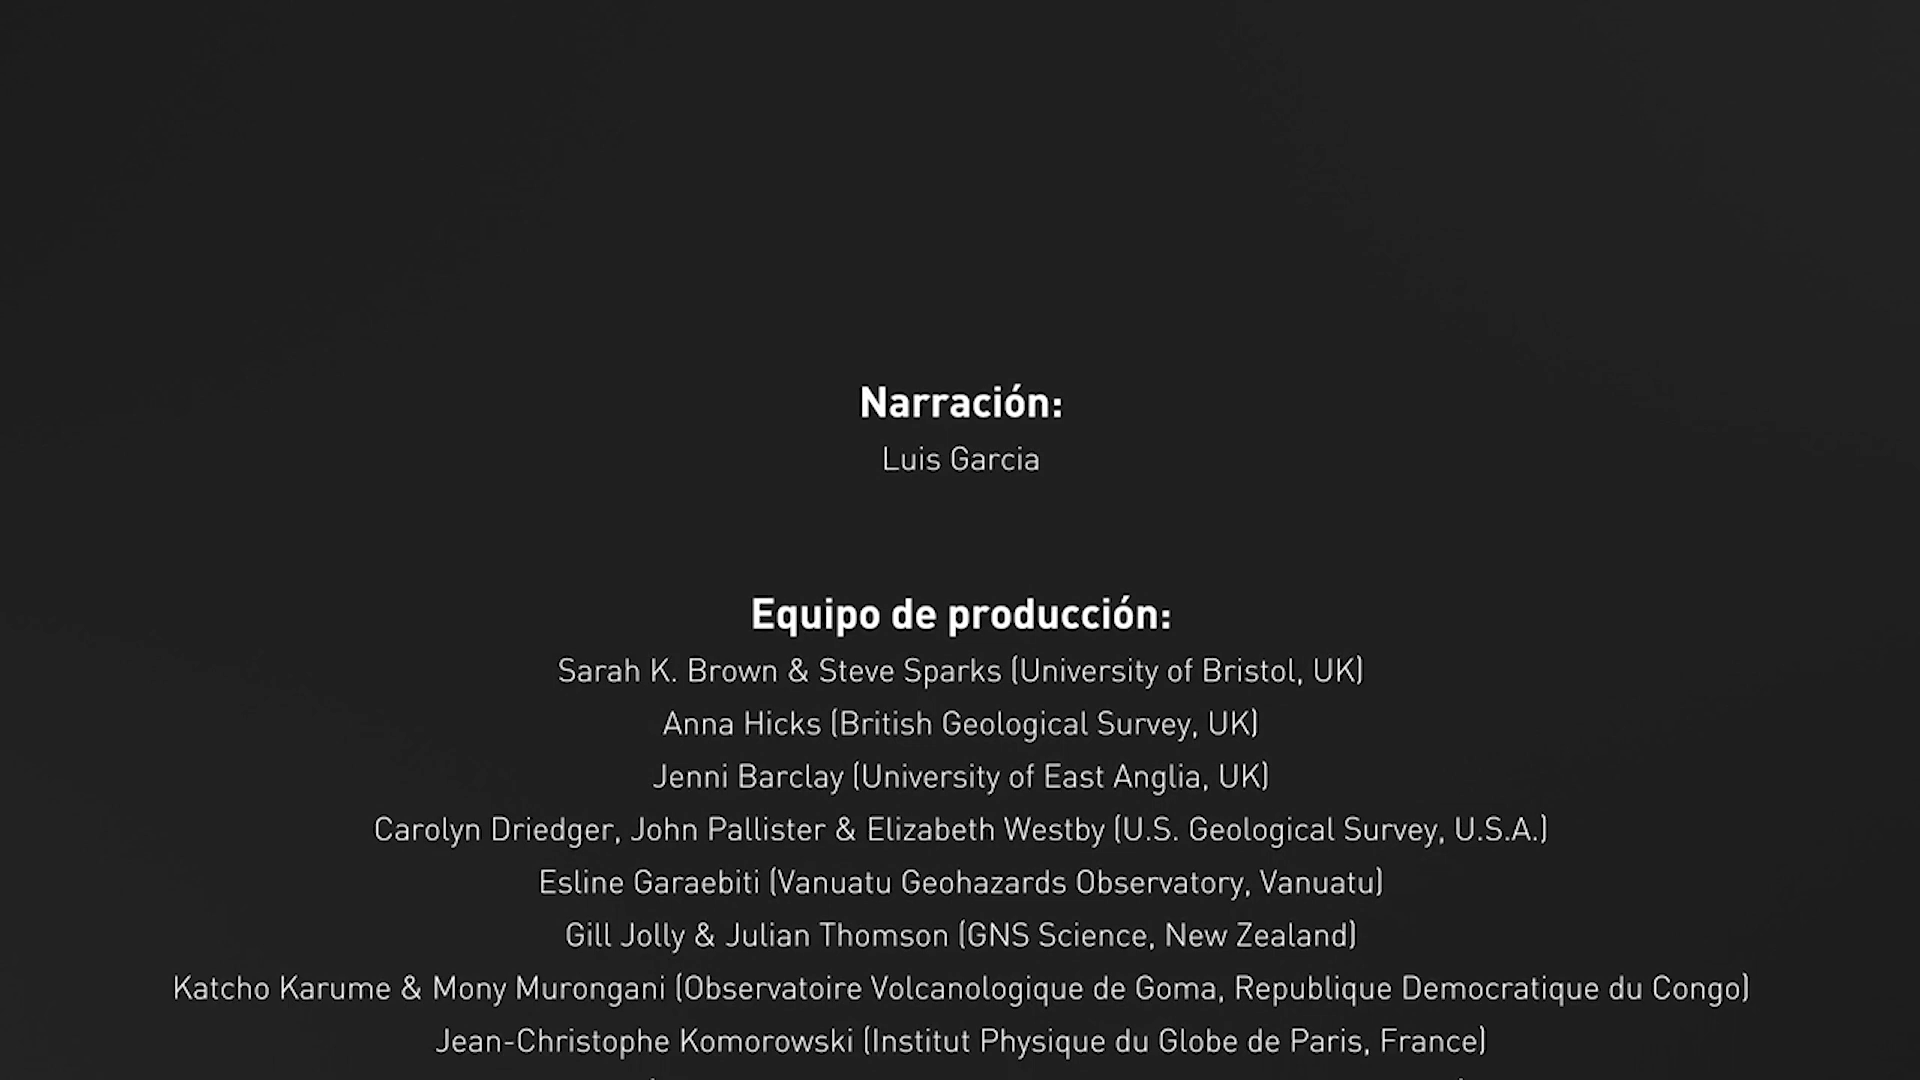 Narración:
Luis Garcia
Equipo de producción:
Sarah K. Brown & Steve Sparks (University of Bristol, UK)
Anna Hicks (British Geological Survey, UK)
Jenni Barclay (University of East Anglia, UK)
Carolyn Driedger, John Pallister & Elizabeth Westby (U.S. Geological Survey, U.S.A.)
Esline Garaebiti (Vanuatu Geohazards Observatory, Vanuatu)
Gill Jolly & Julian Thomson (GNS Science, New Zealand)
Katcho Karume & Mony Murongani (Observatoire Volcanologique de Goma, Republique Democratique du Congo)
Jean-Christophe Komorowski (Institut Physique du Globe de Paris, France)